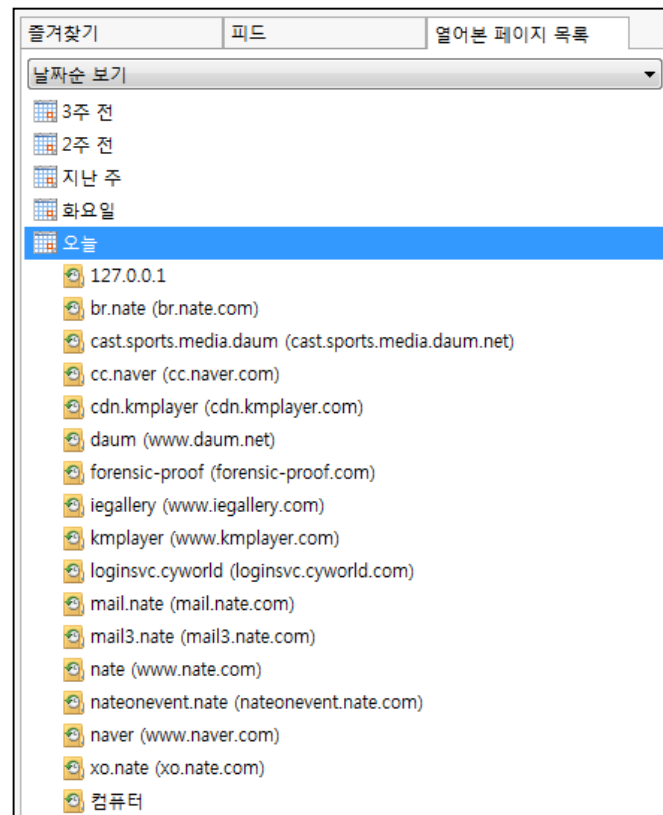 즐겨찾기 피드 열어본 페이지 목록
날짜순 보기
3주 전
2주 전
지난 주
화요일
오늘
127.0.0.1
br.nate (br.nate.com)
cast.sports.media.daum (cast.sports.media.daum.net)
cc.naver (cc.naver.com)
cdn.kmplayer (cdn.kmplayer.com)
daum (www.daum.net)
forensic-proof (forensic-proof.com)
iegallery (www.iegallery.com)
kmplayer (www.kmplayer.com)
loginsvc.cyworld (loginsvc.cyworld.com)
mail.nate (mail.nate.com)
mail3.nate (mail3.nate.com)
nate (www.nate.com)
nateonevent.nate (nateonevent.nate.com)
naver (www.naver.com)
xo.nate (xo.nate.com)
컴퓨터